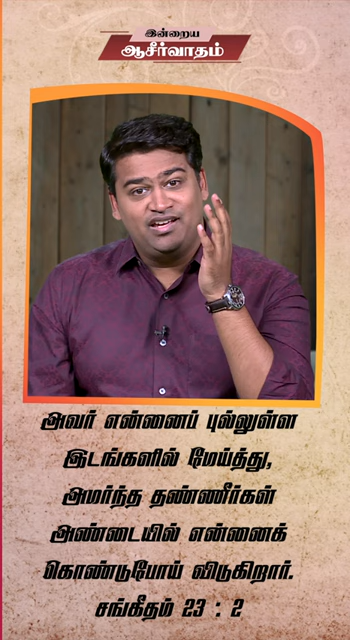 இன்றைய
ஆசீர்வாதம்
அவர் என்னைப் புல்லுள்ள
இடங்களில் மேய்த்து,
அமர்ந்த தண்ணீர்கள்
அண்டையில் என்னைக்
கொண்டுபோய் விடுகிறார்.
சங்கீதம் 23 : 2